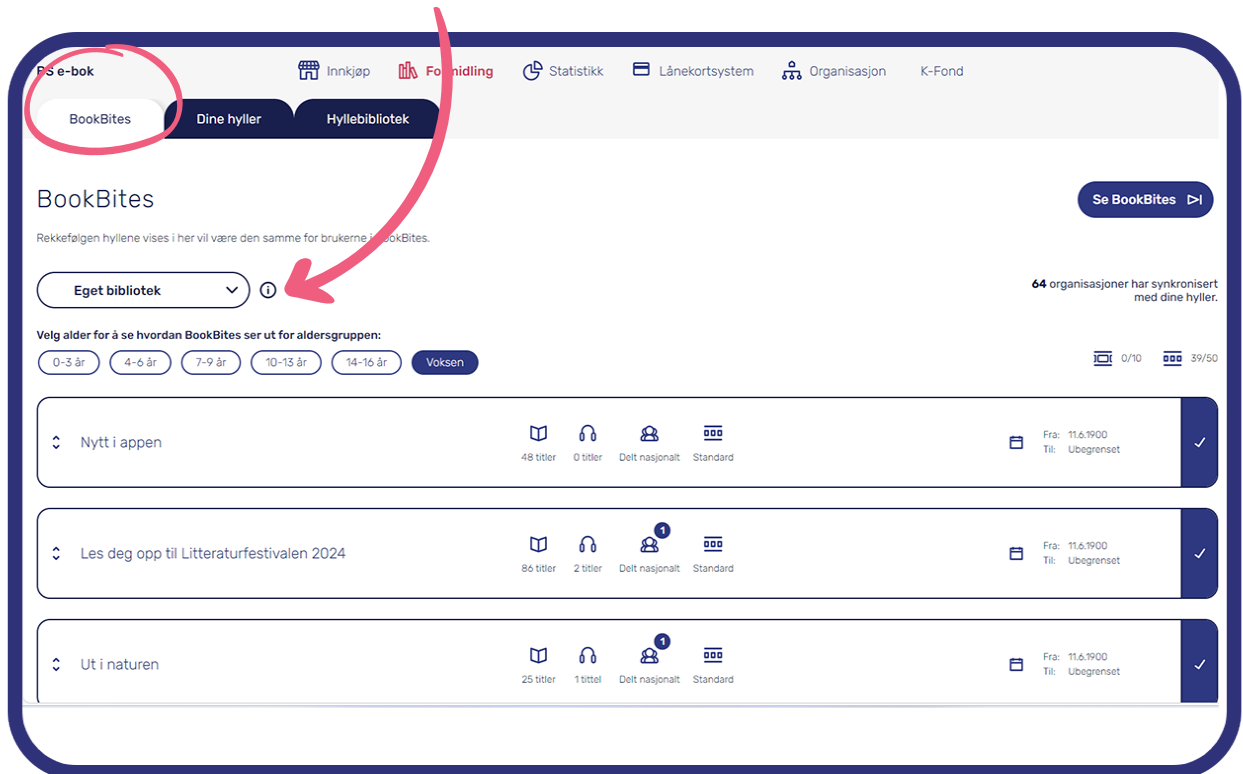 BS e-bok
Innkjøp
Formidling
Statistikk
Lånekortsystem
Organisasjon
K-Fond
BookBites
Dine hyller
Hyllebibliotek
BookBites
Se BookBites
Rekkefølgen hyllene vises i her vil være den samme for brukerne i BookBites.
Eget bibliotek
64 organisasjoner har synkronisert
med dine hyller.
Velg alder for å se hvordan BookBites ser ut for aldersgruppen:
0-3 år
4-6 år
7-9 år
10-13 år
14-16 år
Voksen
0/10
39/50
Nytt i appen
48 titler
0 titler
Delt nasjonalt
Standard
Fra: 11.6.1900
Til: Ubegrenset
Les deg opp til Litteraturfestivalen 2024
1
86 titler
2 titler
Delt nasjonalt
Standard
Fra: 11.6.1900
Til: Ubegrenset
Ut i naturen
1
25 titler
1 tittel
Delt nasjonalt
Standard
Fra: 11.6.1900
Til: Ubegrenset